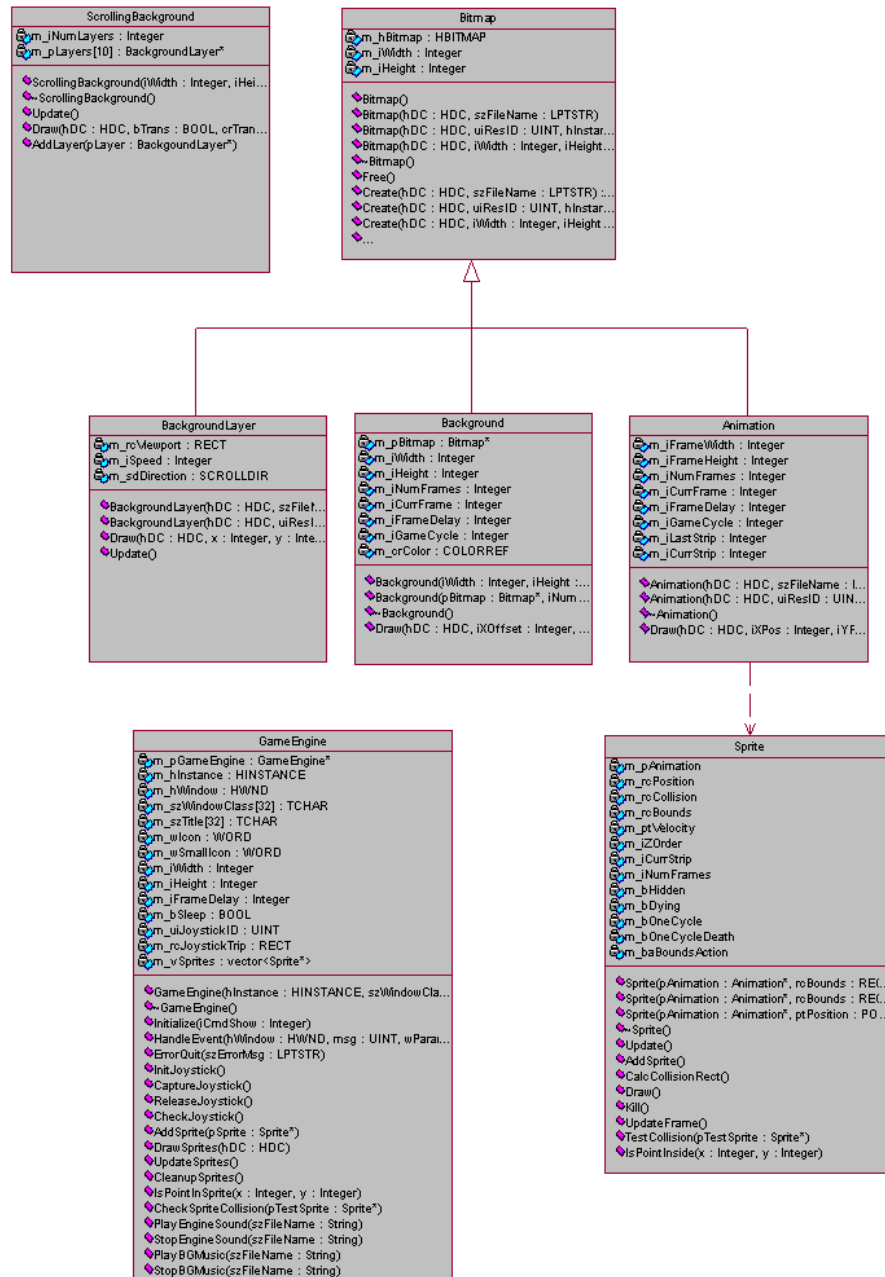 ScrollingBackground
m_iNumLayers : Integer
m_pLayers[10] : BackgroundLayer*
ScrollingBackground(iWidth : Integer, iHei...
~ScrollingBackground()
Update()
Draw(hDC : HDC, bTrans : BOOL, crTran...
AddLayer(pLayer : BackgoundLayer*)
Bitmap
m_hBitmap : HBITMAP
m_iWidth : Integer
m_iHeight : Integer
Bitmap()
Bitmap(hDC : HDC, szFileName : LPTSTR)
Bitmap(hDC : HDC, uiResID : UINT, hInstar...
Bitmap(hDC : HDC, iWidth : Integer, iHeight...
~Bitmap()
Free()
Create(hDC : HDC, szFileName : LPTSTR) :...
Create(hDC : HDC, uiResID : UINT, hInstar...
Create(hDC : HDC, iWidth : Integer, iHeight
...
BackgroundLayer
m_rcViewport : RECT
m_iSpeed : Integer
m_sdDirection : SCROLLDIR
BackgroundLayer(hDC : HDC, szFileN...
BackgroundLayer(hDC : HDC, uiResI...
Draw(hDC : HDC, x : Integer, y : Inte...
Update()
Background
m_pBitmap : Bitmap*
m_iWidth : Integer
m_iHeight : Integer
m_iNumFrames : Integer
m_iCurrFrame : Integer
m_iFrameDelay : Integer
m_iGameCycle : Integer
m_crColor : COLORREF
Background(iWidth : Integer, iHeight :...
Background(pBitmap : Bitmap*, iNum...
~Background()
Draw(hDC : HDC, iXOffset : Integer, ...
Animation
m_iFrameWidth : Integer
m_iFrameHeight : Integer
m_iNumFrames : Integer
m_iCurrFrame : Integer
m_iFrameDelay : Integer
m_iGameCycle : Integer
m_iLastStrip : Integer
m_iCurrStrip : Integer
Animation(hDC : HDC, szFileName : l...
Animation(hDC : HDC, uiResID : UIN...
~Animation()
Draw(hDC : HDC, iXPos : Integer, iYF...
GameEngine
m_pGameEngine : GameEngine*
m_hInstance : HINSTANCE
m_hWindow : HWND
m_szWindowClass[32] : TCHAR
m_szTitle[32] : TCHAR
m_wIcon : WORD
m_wSmallIcon : WORD
m_iWidth : Integer
m_iHeight : Integer
m_iFrameDelay : Integer
m_bSleep : BOOL
m_uiJoystickID : UINT
m_rcJoystickTrip : RECT
m_vSprites : vector<Sprite*>
GameEngine(hInstance : HINSTANCE, szWindowCla...
~GameEngine()
Initialize(iCmdShow : Integer)
HandleEvent(hWindow : HWND, msg : UINT, wParar...
ErrorQuit(szErrorMsg : LPTSTR)
InitJoystick()
CaptureJoystick()
ReleaseJoystick()
CheckJoystick()
AddSprite(pSprite : Sprite*)
DrawSprites(hDC : HDC)
UpdateSprites()
CleanupSprites()
IsPointInSprite(x : Integer, y : Integer)
CheckSpriteCollision(pTestSprite : Sprite*)
PlayEngineSound(szFileName : String)
StopEngineSound(szFileName : String)
PlayBGMusic(szFileName : String)
StopBGMusic(szFileName : String)
Sprite
m_pAnimation
m_rcPosition
m_rcCollision
m_rcBounds
m_ptVelocity
m_iZOrder
m_iCurrStrip
m_iNumFrames
m_bHidden
m_bDying
m_bOneCycle
m_bOneCycleDeath
m_baBoundsAction
Sprite(pAnimation : Animation*, rcBounds : RE(...
Sprite(pAnimation : Animation*, rcBounds : RE(...
Sprite(pAnimation : Animation*, ptPosition : PO...
~Sprite()
Update()
AddSprite()
CalcCollisionRect()
Draw()
Kill()
UpdateFrame()
TestCollision(pTestSprite : Sprite*)
IsPointInside(x : Integer, y : Integer)